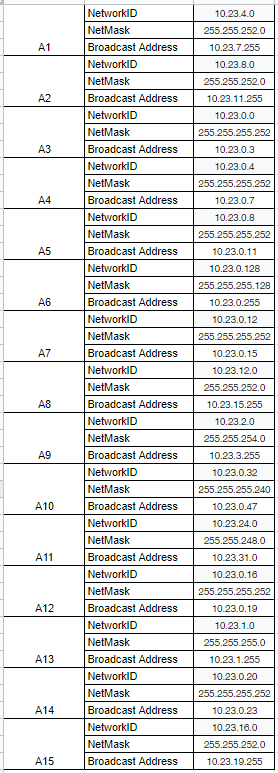 NetworkID 10.23.4.0
NetMask 255.255.252.0
A1 Broadcast Address 10.23.7.255
NetworkID 10.23.8.0
NetMask 255.255.252.0
A2 Broadcast Address 10.23.11.255
NetworkID 10.23.0.0
NetMask 255.255.255.252
A3 Broadcast Address 10.23.0.3
NetworkID 10.23.0.4
NetMask 255.255.255.252
A4 Broadcast Address 10.23.0.7
NetworkID 10.23.0.8
NetMask 255.255.255.252
A5 Broadcast Address 10.23.0.11
NetworkID 10.23.0.128
NetMask 255.255.255.128
A6 Broadcast Address 10.23.0.255
NetworkID 10.23.0.12
NetMask 255.255.255.252
A7 Broadcast Address 10.23.0.15
NetworkID 10.23.12.0
NetMask 255.255.252.0
A8 Broadcast Address 10.23.15.255
NetworkID 10.23.2.0
NetMask 255.255.254.0
A9 Broadcast Address 10.23.3.255
NetworkID 10.23.0.32
NetMask 255.255.255.240
A10 Broadcast Address 10.23.0.47
NetworkID 10.23.24.0
NetMask 255.255.248.0
A11 Broadcast Address 10.23.31.0
NetworkID 10.23.0.16
NetMask 255.255.255.252
A12 Broadcast Address 10.23.0.19
NetworkID 10.23.1.0
NetMask 255.255.255.0
A13 Broadcast Address 10.23.1.255
NetworkID 10.23.0.20
NetMask 255.255.255.252
A14 Broadcast Address 10.23.0.23
NetworkID 10.23.16.0
NetMask 255.255.252.0
A15 Broadcast Address 10.23.19.255